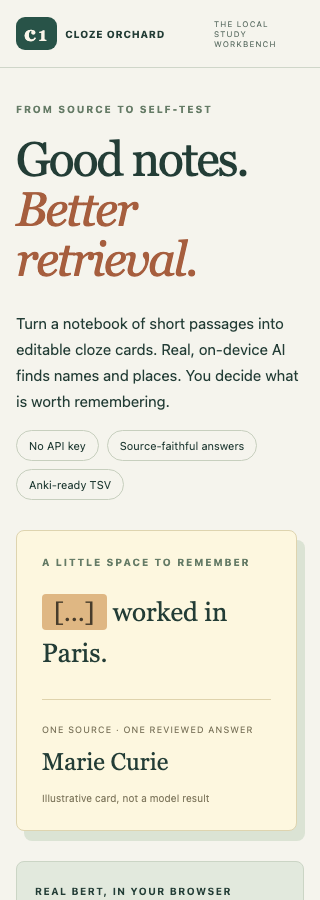 c1 CLOZE ORCHARD
THE LOCAL
STUDY
WORKBENCH
FROM SOURCE TO SELF-TEST
Good notes.
Better
retrieval.
Turn a notebook of short passages into
editable cloze cards. Real, on-device AI
finds names and places. You decide what
is worth remembering.
No API key
Source-faithful answers
Anki-ready TSV
A LITTLE SPACE TO REMEMBER
[…] worked in
Paris.
ONE SOURCE · ONE REVIEWED ANSWER
Marie Curie
Illustrative card, not a model result
REAL BERT, IN YOUR BROWSER